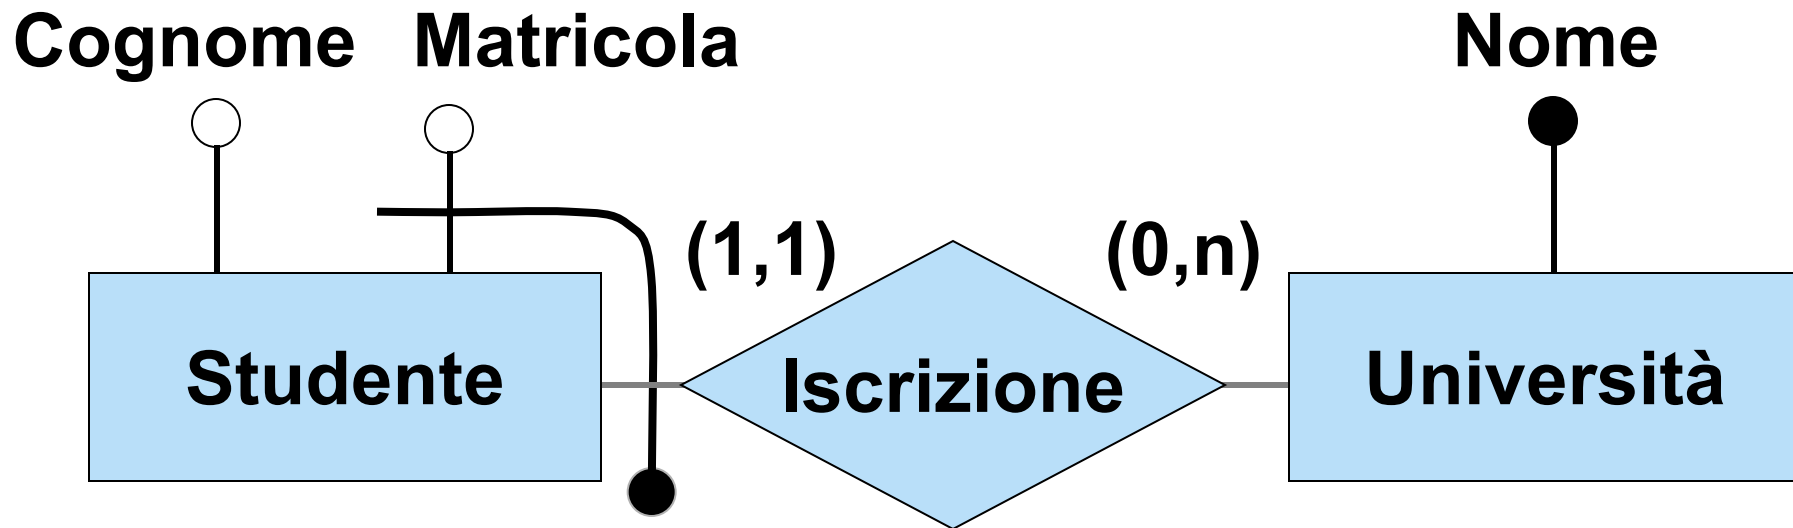 Cognome Matricola Nome
(1,1) (0,n)
Studente Iscrizione Università